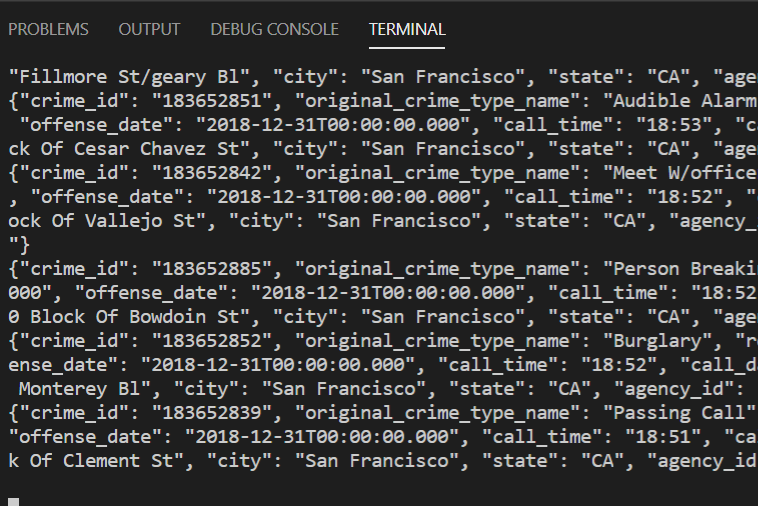 PROBLEMS OUTPUT DEBUG CONSOLE TERMINAL
"Fillmore St/geary Bl", "city": "San Francisco", "state": "CA", "age
{"crime_id": "183652851", "original_crime_type_name": "Audible Alarm
"offense_date": "2018-12-31T00:00:00.000", "call_time": "18:53", "c
ck Of Cesar Chavez St", "city": "San Francisco", "state": "CA", "age
{"crime_id": "183652842", "original_crime_type_name": "Meet W/office
, "offense_date": "2018-12-31T00:00:00.000", "call_time": "18:52", "
ock Of Vallejo St", "city": "San Francisco", "state": "CA", "agency_
"}
{"crime_id": "183652885", "original_crime_type_name": "Person Breaki
000", "offense_date": "2018-12-31T00:00:00.000", "call_time": "18:52
0 Block Of Bowdoin St", "city": "San Francisco", "state": "CA", "age
{"crime_id": "183652852", "original_crime_type_name": "Burglary", "r
ense_date": "2018-12-31T00:00:00.000", "call_time": "18:52", "call_d
Monterey Bl", "city": "San Francisco", "state": "CA", "agency_id":
{"crime_id": "183652839", "original_crime_type_name": "Passing Call"
"offense_date": "2018-12-31T00:00:00.000", "call_time": "18:51", "ca
k Of Clement St", "city": "San Francisco", "state": "CA", "agency_id